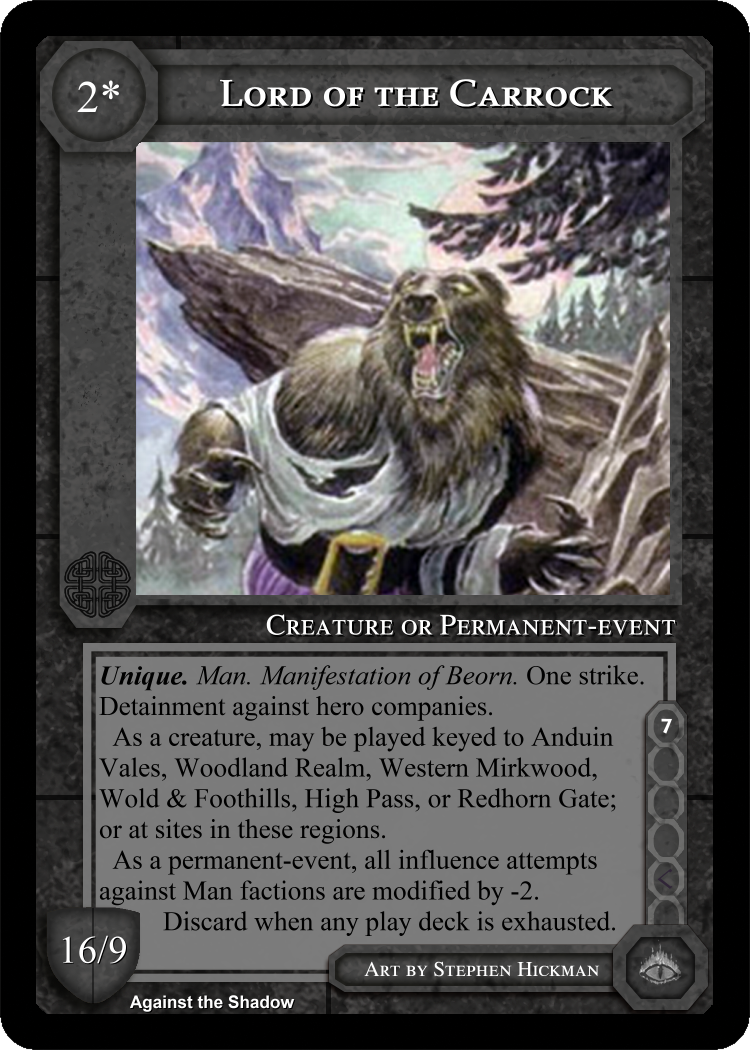 2*
Lord of the Carrock
Creature or Permanent-event
Unique. Man. Manifestation of Beorn. One strike.
Detainment against hero companies.
As a creature, may be played keyed to Anduin
Vales, Woodland Realm, Western Mirkwood,
Wold & Foothills, High Pass, or Redhorn Gate;
or at sites in these regions.
As a permanent-event, all influence attempts
against Man factions are modified by -2.
Discard when any play deck is exhausted.
7
16/9
Art by Stephen Hickman
Against the Shadow